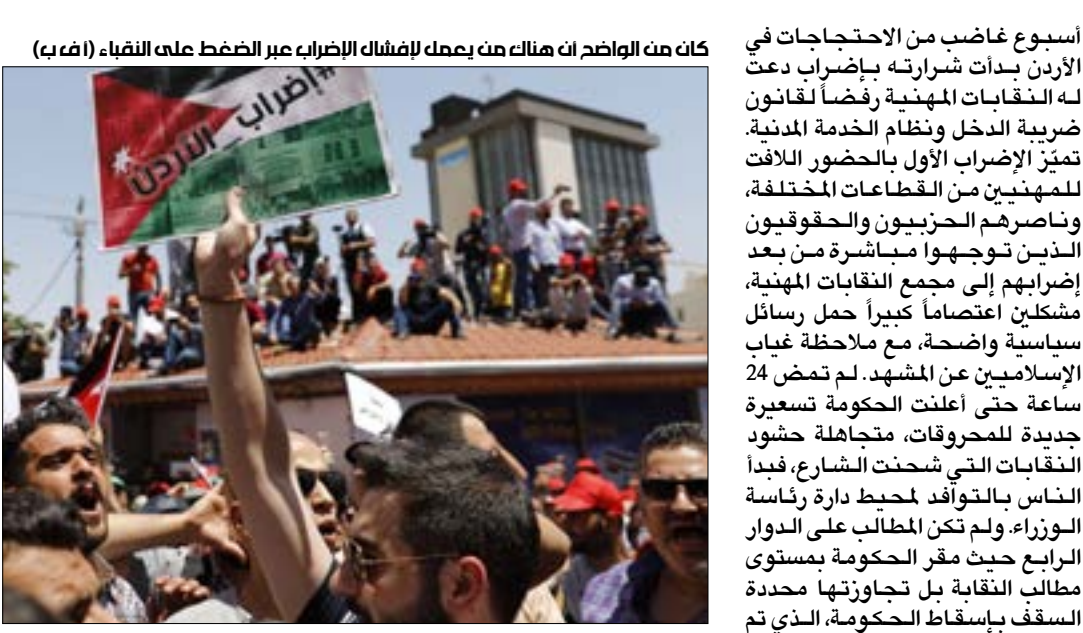 كان من الواضح أن هناك من يعمل لإفشال الإضراب عبر الضغط على النقباء (أ ف ب)
#إضراب_الأردن
أسبوع غاضب من الاحتجاجات في
الأردن بدأت شرارته بإضراب دعت
له النقابات المهنية رفضاً لقانون
ضريبة الدخل ونظام الخدمة المدنية.
تميّز الإضراب الأول بالحضور اللافت
للمهنيين من القطاعات المختلفة،
وناصرهم الحزبيون والحقوقيون
الذين توجهوا مباشرة من بعد
إضرابهم إلى مجمع النقابات المهنية،
مشكلين اعتصاماً كبيراً حمل رسائل
سياسية واضحة، مع ملاحظة غياب
الإسلاميين عن المشهد. لم تمض 24
ساعة حتى أعلنت الحكومة تسعيرة
جديدة للمحروقات، متجاهلة حشود
النقابات التي شحنت الشارع، فبدأ
الناس بالتوافد لمحيط دارة رئاسة
الوزراء. ولم تكن المطالب على الدوار
الرابع حيث مقر الحكومة بمستوى
مطالب النقابة بل تجاوزتها محددة
السقف بإسقاط الحكومة، الذي تم